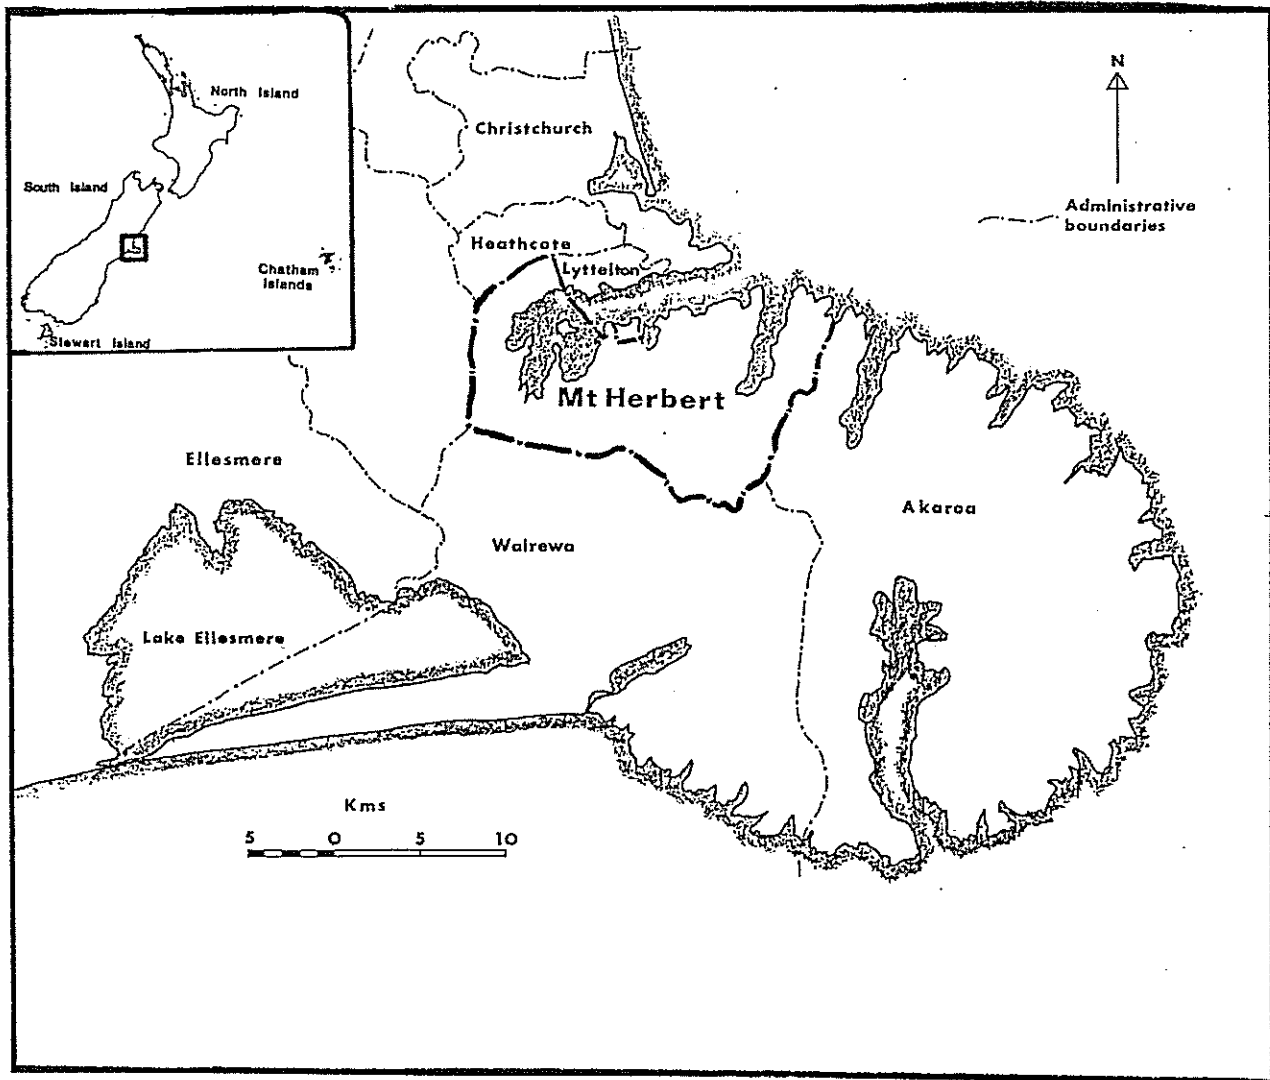 North Island
South Island
Chatham
Islands
Stewart Island
N
Administrative
boundaries
Christchurch
Heathcote
Lyttelton
Mt Herbert
Ellesmere
Akaroa
Wairewa
Lake Ellesmere
Kms
5 0 5 10